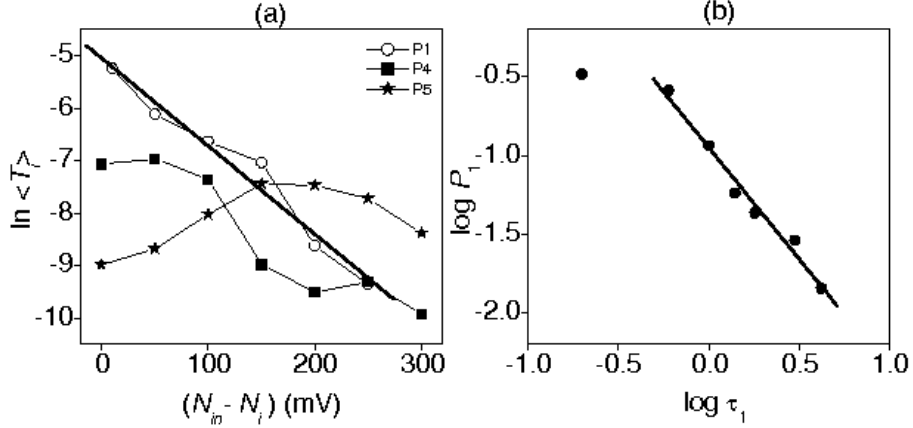 (a)
ln <T_i>
-5
-6
-7
-8
-9
-10
P1
P4
P5
0
100
200
300
(N_in - N_i) (mV)
(b)
log P_1
-0.5
-1.0
-1.5
-2.0
-1.0
-0.5
0.0
0.5
1.0
log τ_1